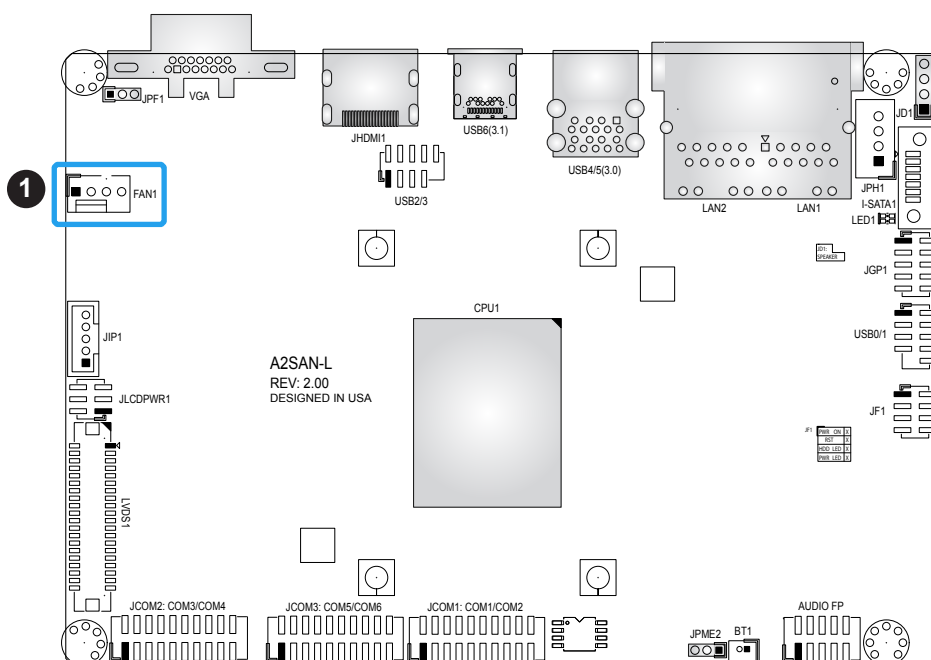 VGA
JPF1
JHDMI1
USB6(3.1)
USB4/5(3.0)
JD1
USB2/3
1
FAN1
LAN2
LAN1
JPH1
I-SATA1
LED1
JD1:
SPEAKER
JGP1
CPU1
JIP1
USB0/1
A2SAN-L
REV: 2.00
DESIGNED IN USA
JLCDPWR1
JF1
JF1
PWR ON X
RST X
HDD LED X
PWR LED X
LVDS1
JCOM2: COM3/COM4
JCOM3: COM5/COM6
JCOM1: COM1/COM2
AUDIO FP
JPME2
BT1